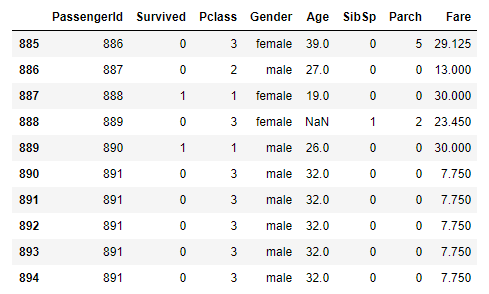 PassengerId Survived Pclass Gender Age SibSp Parch Fare
885 886 0 3 female 39.0 0 5 29.125
886 887 0 2 male 27.0 0 0 13.000
887 888 1 1 female 19.0 0 0 30.000
888 889 0 3 female NaN 1 2 23.450
889 890 1 1 male 26.0 0 0 30.000
890 891 0 3 male 32.0 0 0 7.750
891 891 0 3 male 32.0 0 0 7.750
892 891 0 3 male 32.0 0 0 7.750
893 891 0 3 male 32.0 0 0 7.750
894 891 0 3 male 32.0 0 0 7.750